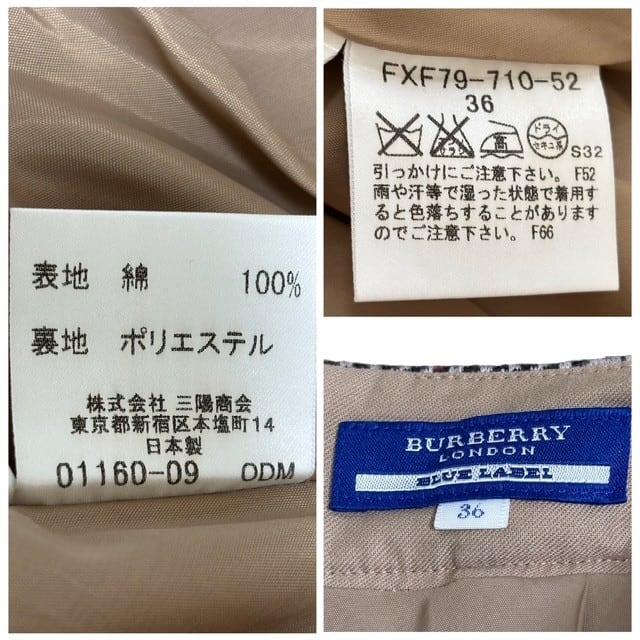 表地 綿 100%
裏地 ポリエステル
株式会社 三陽商会
東京都新宿区本塩町14
日本製
01160-09 ODM
FXF79-710-52
36
高
ドライ
セキユ系
S32
引っかけにご注意下さい。F52
雨や汗等で湿った状態で着用す
ると色落ちすることがあります
のでご注意下さい。F66
BURBERRY
LONDON
BLUE LABEL
36